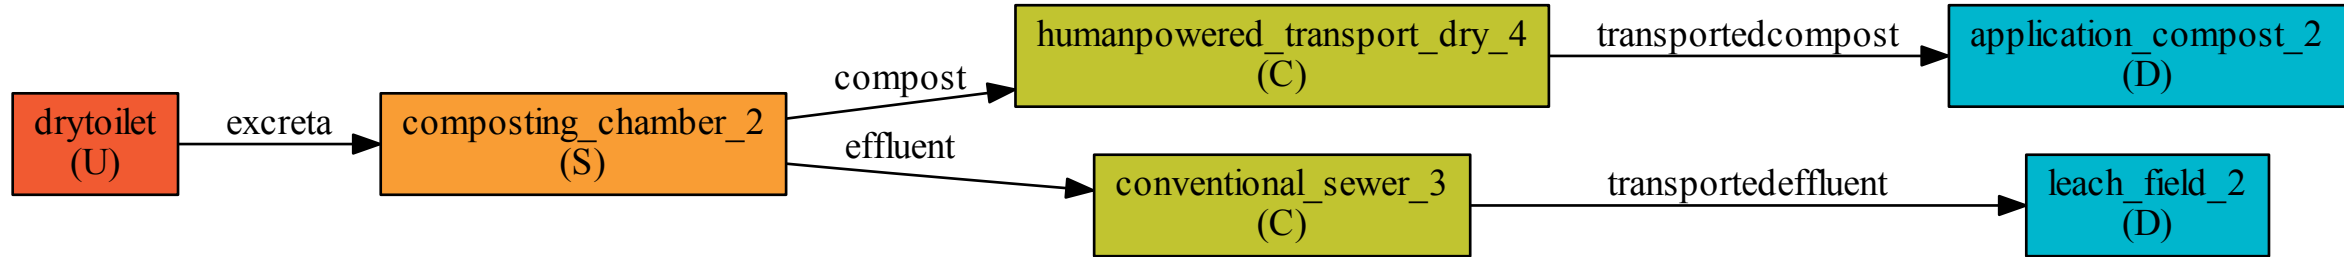 drytoilet
(U)
excreta
composting_chamber_2
(S)
compost
effluent
humanpowered_transport_dry_4
(C)
transportedcompost
application_compost_2
(D)
conventional_sewer_3
(C)
transportedeffluent
leach_field_2
(D)